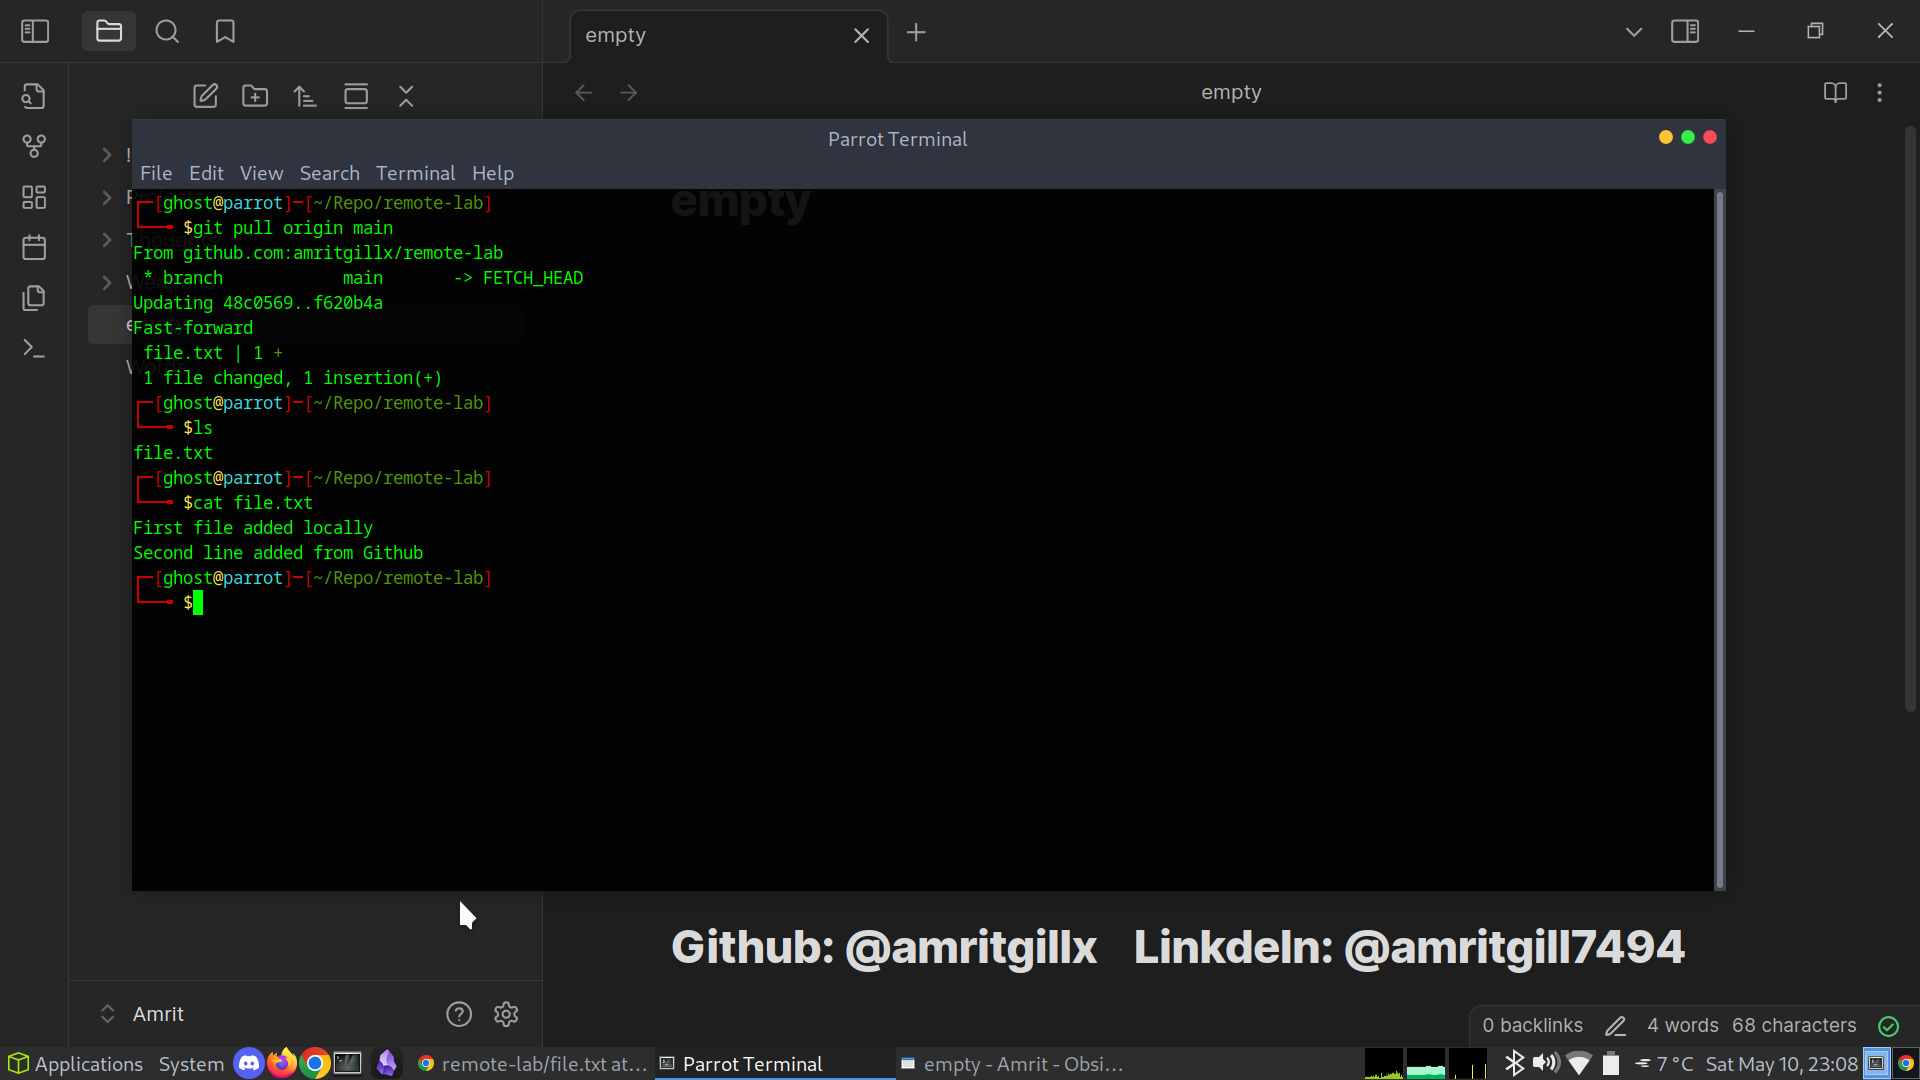 empty
empty
Parrot Terminal
File Edit View Search Terminal Help
empty
┌─[ghost@parrot]─[~/Repo/remote-lab]
└──╼ $git pull origin main
From github.com:amritgillx/remote-lab
 * branch            main       -> FETCH_HEAD
Updating 48c0569..f620b4a
Fast-forward
 file.txt | 1 +
 1 file changed, 1 insertion(+)
┌─[ghost@parrot]─[~/Repo/remote-lab]
└──╼ $ls
file.txt
┌─[ghost@parrot]─[~/Repo/remote-lab]
└──╼ $cat file.txt
First file added locally
Second line added from Github
┌─[ghost@parrot]─[~/Repo/remote-lab]
└──╼ $
Github: @amritgillx Linkdeln: @amritgill7494
Amrit
0 backlinks 4 words 68 characters
Applications System remote-lab/file.txt at... Parrot Terminal empty - Amrit - Obsi... 7 °C Sat May 10, 23:08